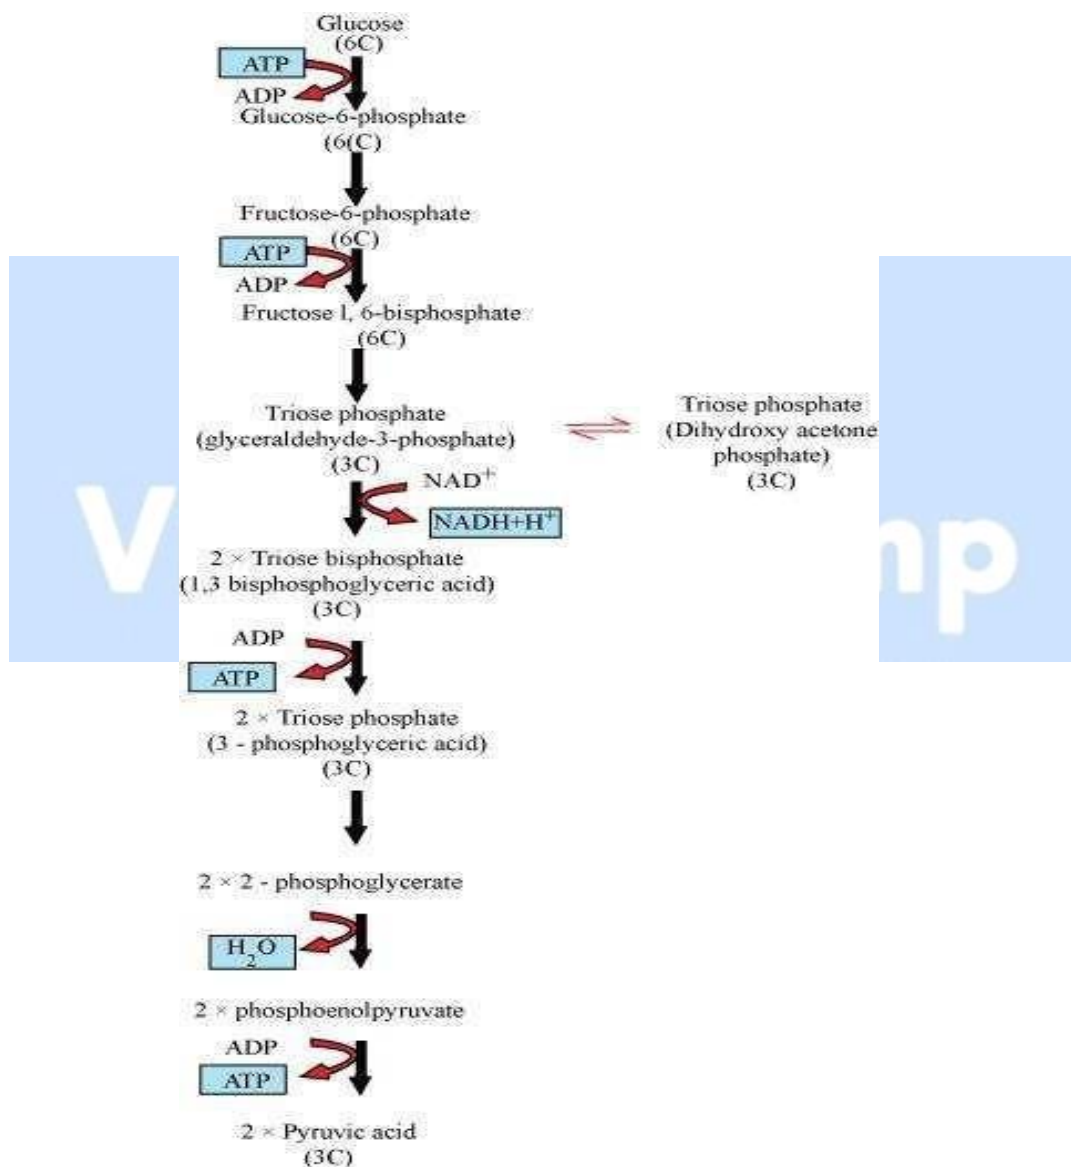 Glucose
(6C)
ATP
ADP
Glucose-6-phosphate
(6(C)
Fructose-6-phosphate
(6C)
ATP
ADP
Fructose l, 6-bisphosphate
(6C)
Triose phosphate
(glyceraldehyde-3-phosphate)
(3C)
Triose phosphate
(Dihydroxy acetone
phosphate)
(3C)
NAD⁺
NADH+H⁺
2 × Triose bisphosphate
(1,3 bisphosphoglyceric acid)
(3C)
ADP
ATP
2 × Triose phosphate
(3 - phosphoglyceric acid)
(3C)
2 × 2 - phosphoglycerate
H₂O
2 × phosphoenolpyruvate
ADP
ATP
2 × Pyruvic acid
(3C)